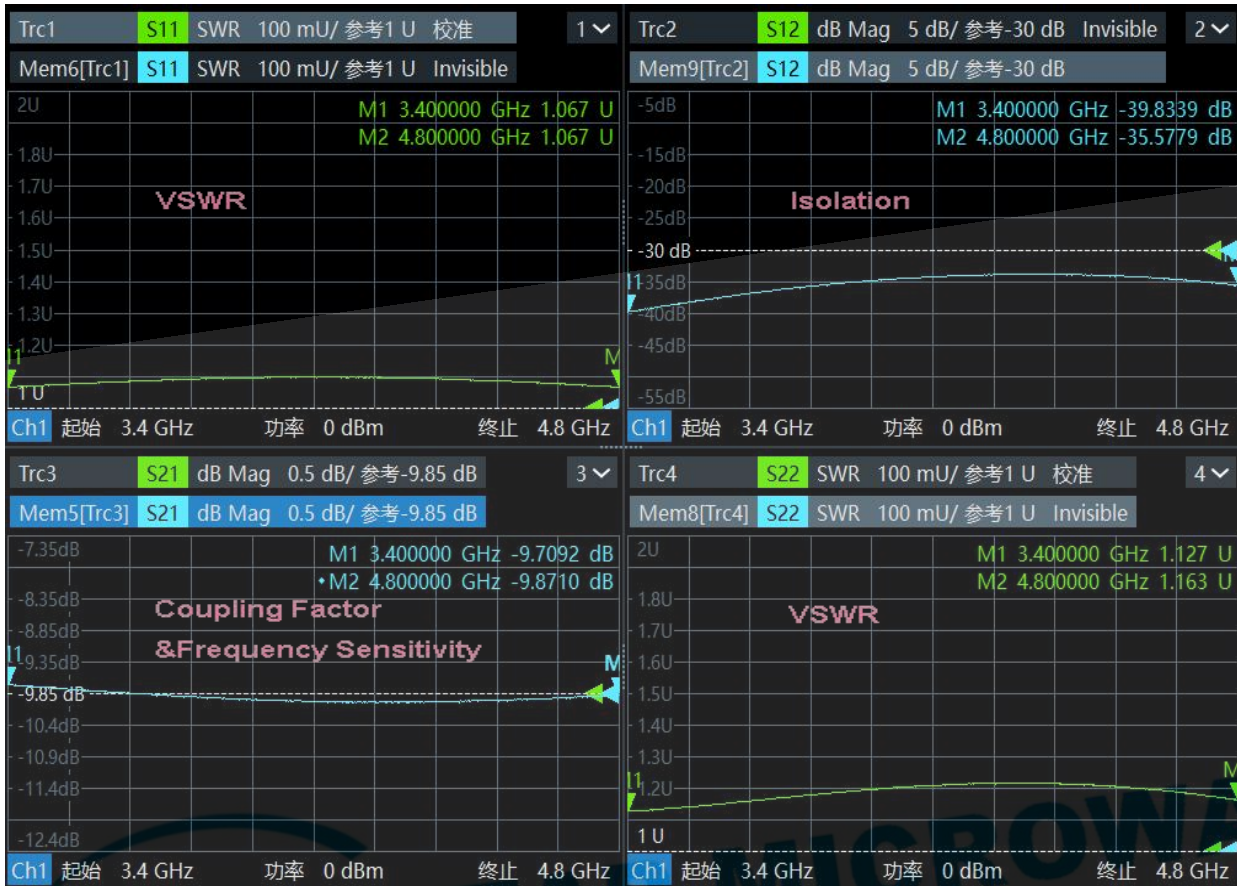 Trc1 S11 SWR 100 mU/ 参考1 U 校准 1
Mem6[Trc1] S11 SWR 100 mU/ 参考1 U Invisible
2U
M1 3.400000 GHz 1.067 U
M2 4.800000 GHz 1.067 U
1.8U
1.7U
VSWR
1.6U
1.5U
1.4U
1.3U
1.2U
M
1 U
Ch1 起始 3.4 GHz 功率 0 dBm 终止 4.8 GHz
Trc2 S12 dB Mag 5 dB/ 参考-30 dB Invisible 2
Mem9[Trc2] S12 dB Mag 5 dB/ 参考-30 dB
-5dB
M1 3.400000 GHz -39.8339 dB
M2 4.800000 GHz -35.5779 dB
-15dB
-20dB
Isolation
-25dB
-30 dB
-35dB
-40dB
-45dB
-55dB
Ch1 起始 3.4 GHz 功率 0 dBm 终止 4.8 GHz
Trc3 S21 dB Mag 0.5 dB/ 参考-9.85 dB 3
Mem5[Trc3] S21 dB Mag 0.5 dB/ 参考-9.85 dB
-7.35dB
M1 3.400000 GHz -9.7092 dB
•M2 4.800000 GHz -9.8710 dB
-8.35dB
Coupling Factor
-8.85dB
&Frequency Sensitivity
-9.35dB
M
-9.85 dB
-10.4dB
-10.9dB
-11.4dB
-12.4dB
Ch1 起始 3.4 GHz 功率 0 dBm 终止 4.8 GHz
Trc4 S22 SWR 100 mU/ 参考1 U 校准 4
Mem8[Trc4] S22 SWR 100 mU/ 参考1 U Invisible
2U
M1 3.400000 GHz 1.127 U
M2 4.800000 GHz 1.163 U
1.8U
VSWR
1.7U
1.6U
1.5U
1.4U
1.3U
M
1.2U
1 U
Ch1 起始 3.4 GHz 功率 0 dBm 终止 4.8 GHz